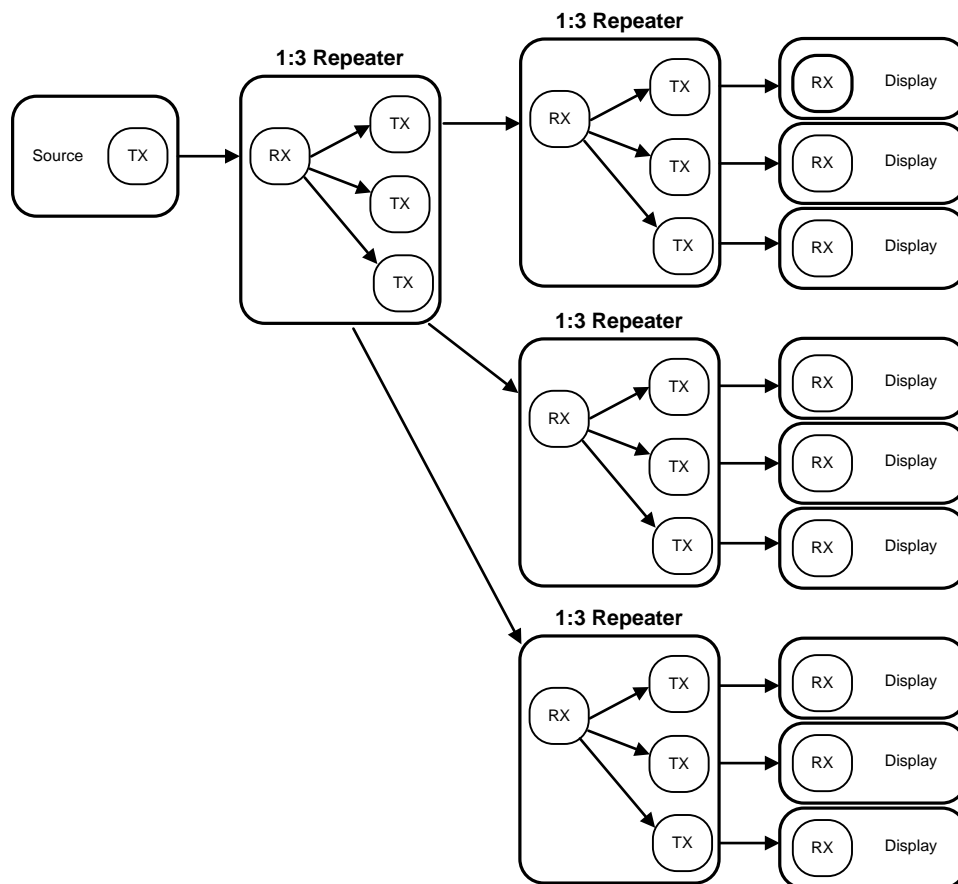 1:3 Repeater
1:3 Repeater
Source
TX
RX
TX
TX
TX
RX
TX
TX
TX
RX
Display
RX
Display
RX
Display
1:3 Repeater
RX
TX
TX
TX
RX
Display
RX
Display
RX
Display
1:3 Repeater
RX
TX
TX
TX
RX
Display
RX
Display
RX
Display